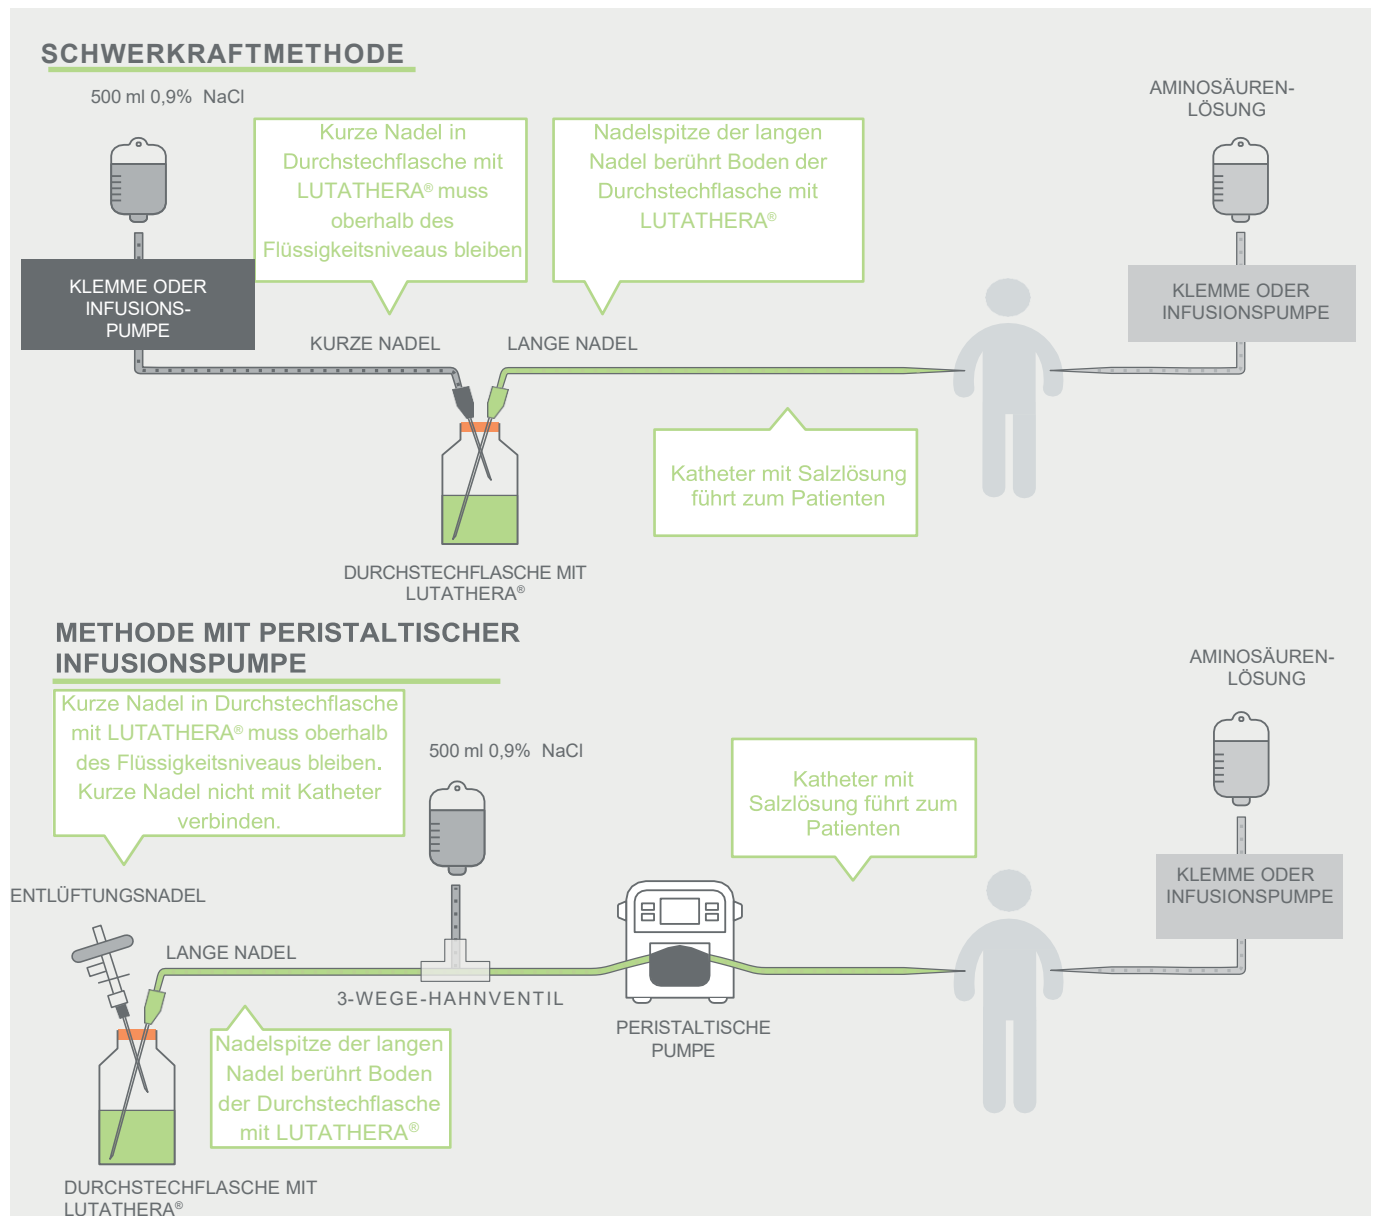 SCHWERKRAFTMETHODE
500 ml 0,9% NaCl
Kurze Nadel in
Durchstechflasche mit
LUTATHERA® muss
oberhalb des
Flüssigkeitsniveaus bleiben
Nadelspitze der langen
Nadel berührt Boden der
Durchstechflasche mit
LUTATHERA®
AMINOSÄUREN-
LÖSUNG
KLEMME ODER
INFUSIONS-
PUMPE
KLEMME ODER
INFUSIONSPUMPE
KURZE NADEL
LANGE NADEL
Katheter mit Salzlösung
führt zum Patienten
DURCHSTECHFLASCHE MIT
LUTATHERA®
METHODE MIT PERISTALTISCHER
INFUSIONSPUMPE
Kurze Nadel in Durchstechflasche
mit LUTATHERA® muss oberhalb
des Flüssigkeitsniveaus bleiben.
Kurze Nadel nicht mit Katheter
verbinden.
500 ml 0,9% NaCl
Katheter mit
Salzlösung führt zum
Patienten
AMINOSÄUREN-
LÖSUNG
KLEMME ODER
INFUSIONSPUMPE
ENTLÜFTUNGSNADEL
LANGE NADEL
3-WEGE-HAHNVENTIL
PERISTALTISCHE
PUMPE
Nadelspitze der langen
Nadel berührt Boden
der Durchstechflasche
mit LUTATHERA®
DURCHSTECHFLASCHE MIT
LUTATHERA®